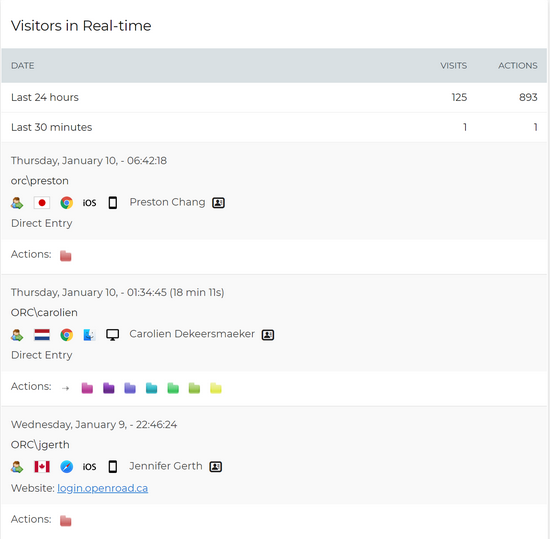 Visitors in Real-time
DATE VISITS ACTIONS
Last 24 hours 125 893
Last 30 minutes 1 1
Thursday, January 10, - 06:42:18
orc\preston
iOS Preston Chang
Direct Entry
Actions:
Thursday, January 10, - 01:34:45 (18 min 11s)
ORC\carolien
Carolien Dekeersmaeker
Direct Entry
Actions:
Wednesday, January 9, - 22:46:24
ORC\jgerth
iOS Jennifer Gerth
Website: login.openroad.ca
Actions: